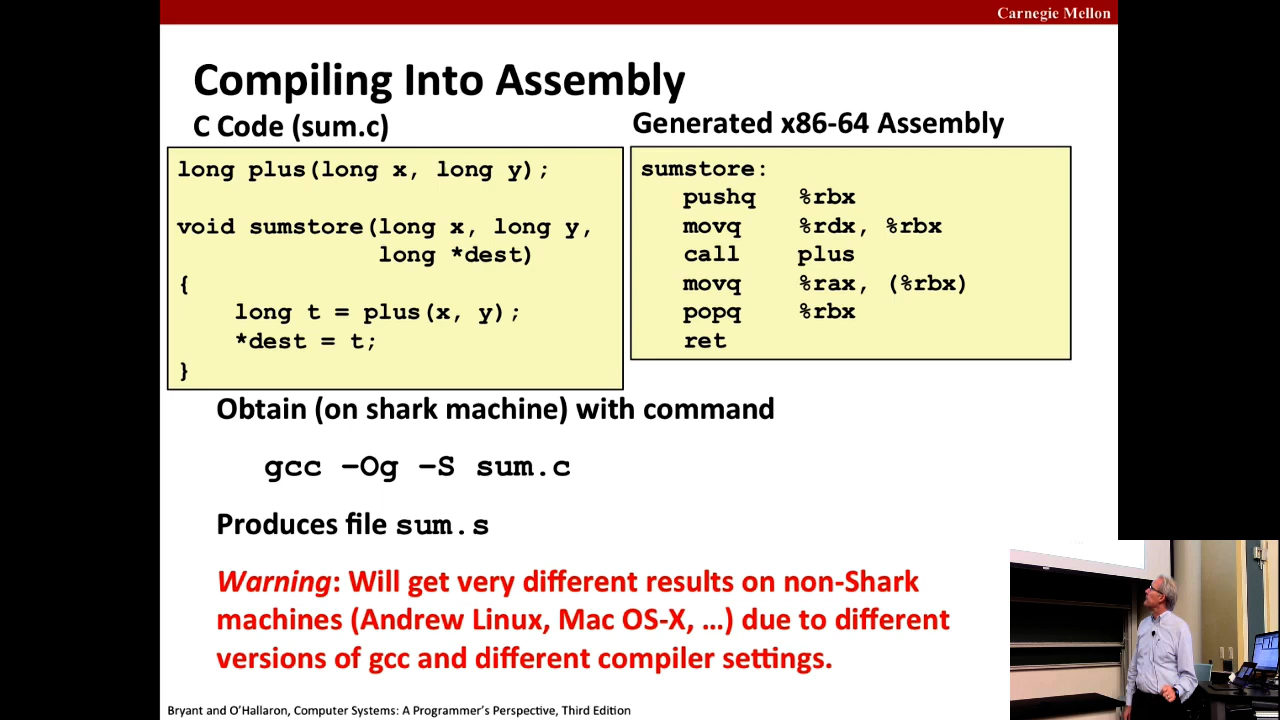 Carnegie Mellon
Compiling Into Assembly
C Code (sum.c)
long plus(long x, long y);
void sumstore(long x, long y,
long *dest)
{
long t = plus(x, y);
*dest = t;
}
Generated x86-64 Assembly
sumstore:
pushq %rbx
movq %rdx, %rbx
call plus
movq %rax, (%rbx)
popq %rbx
ret
Obtain (on shark machine) with command
gcc –Og –S sum.c
Produces file sum.s
Warning: Will get very different results on non-Shark
machines (Andrew Linux, Mac OS-X, …) due to different
versions of gcc and different compiler settings.
Bryant and O'Hallaron, Computer Systems: A Programmer's Perspective, Third Edition